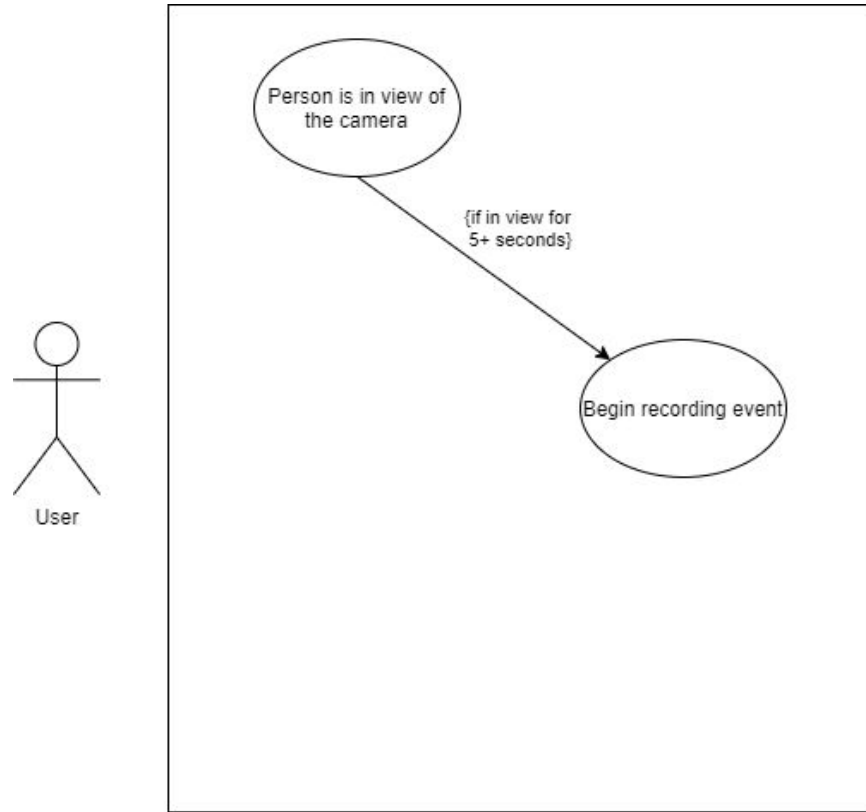 Person is in view of
the camera
{if in view for
5+ seconds}
Begin recording event
User